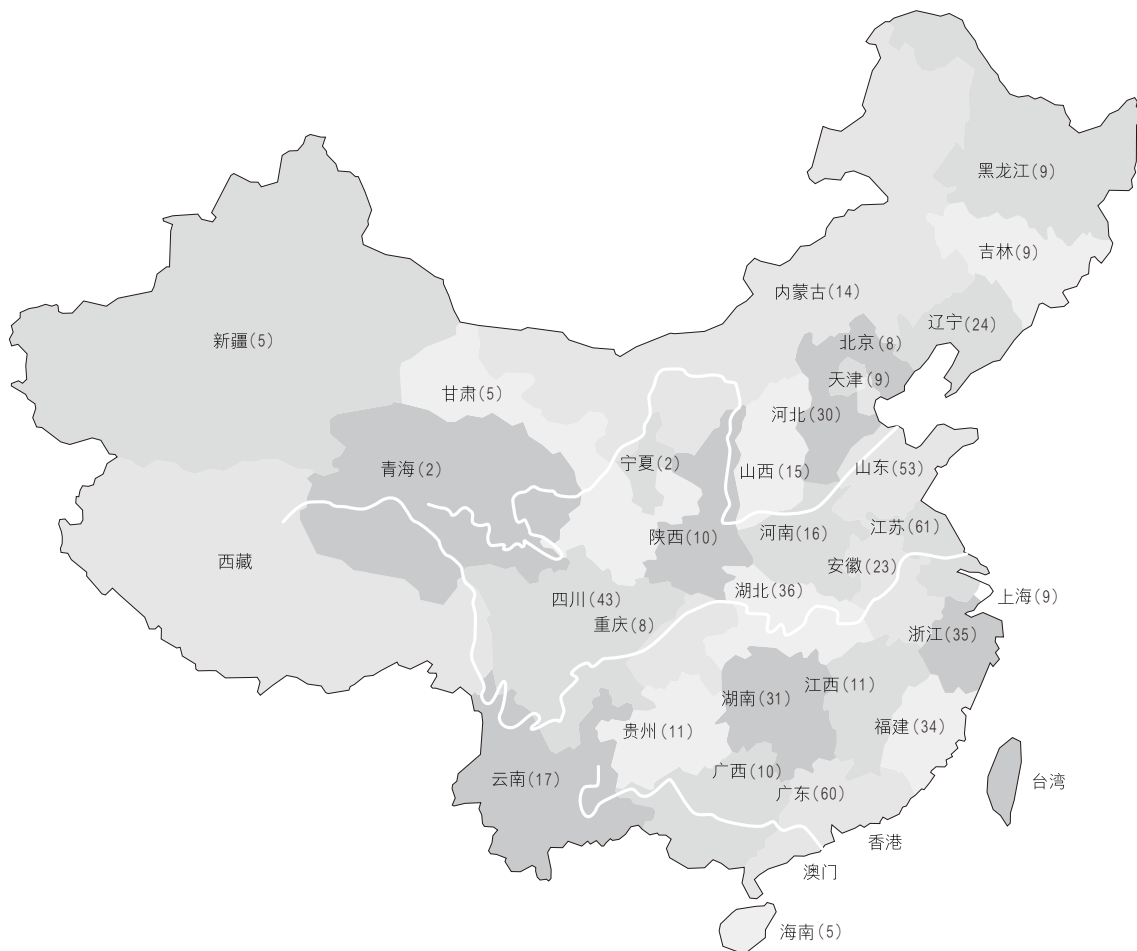 黑龙江(9)
吉林(9)
内蒙古(14)
辽宁(24)
新疆(5)
北京(8)
天津(9)
甘肃(5)
河北(30)
宁夏(2)
青海(2)
山西(15)
山东(53)
陕西(10)
河南(16)
江苏(61)
西藏
安徽(23)
四川(43)
湖北(36)
上海(9)
重庆(8)
浙江(35)
湖南(31)
江西(11)
贵州(11)
福建(34)
云南(17)
广西(10)
台湾
广东(60)
香港
澳门
海南(5)